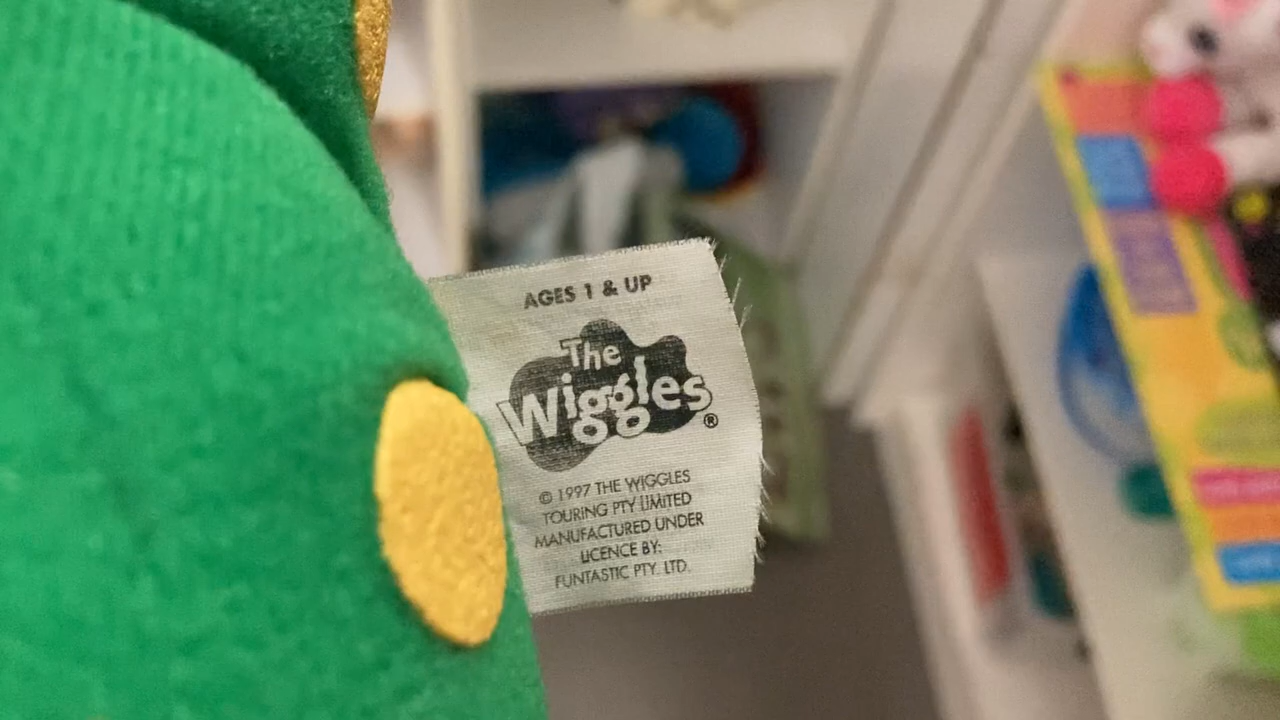 AGES 1 & UP
The
Wiggles
®
© 1997 THE WIGGLES
TOURING PTY LIMITED
MANUFACTURED UNDER
LICENCE BY:
FUNTASTIC PTY. LTD.